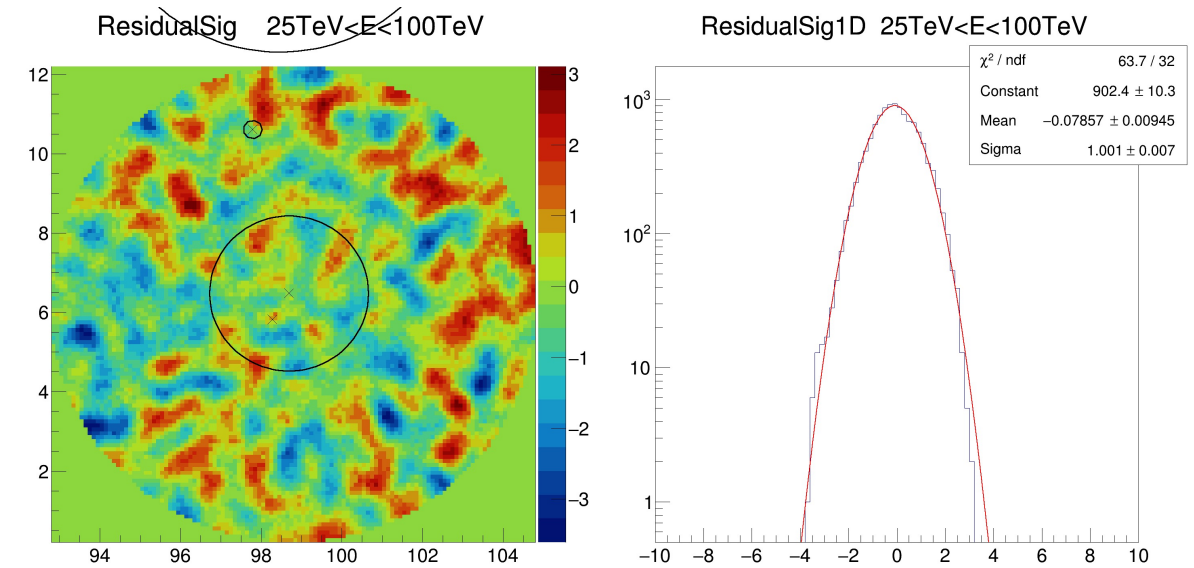 ResidualSig 25TeV<E<100TeV
12
10
8
6
4
2
94 96 98 100 102 104
3
2
1
0
−1
−2
−3
ResidualSig1D 25TeV<E<100TeV
χ² / ndf 63.7 / 32
Constant 902.4 ± 10.3
Mean −0.07857 ± 0.00945
Sigma 1.001 ± 0.007
10³
10²
10
1
−10 −8 −6 −4 −2 0 2 4 6 8 10